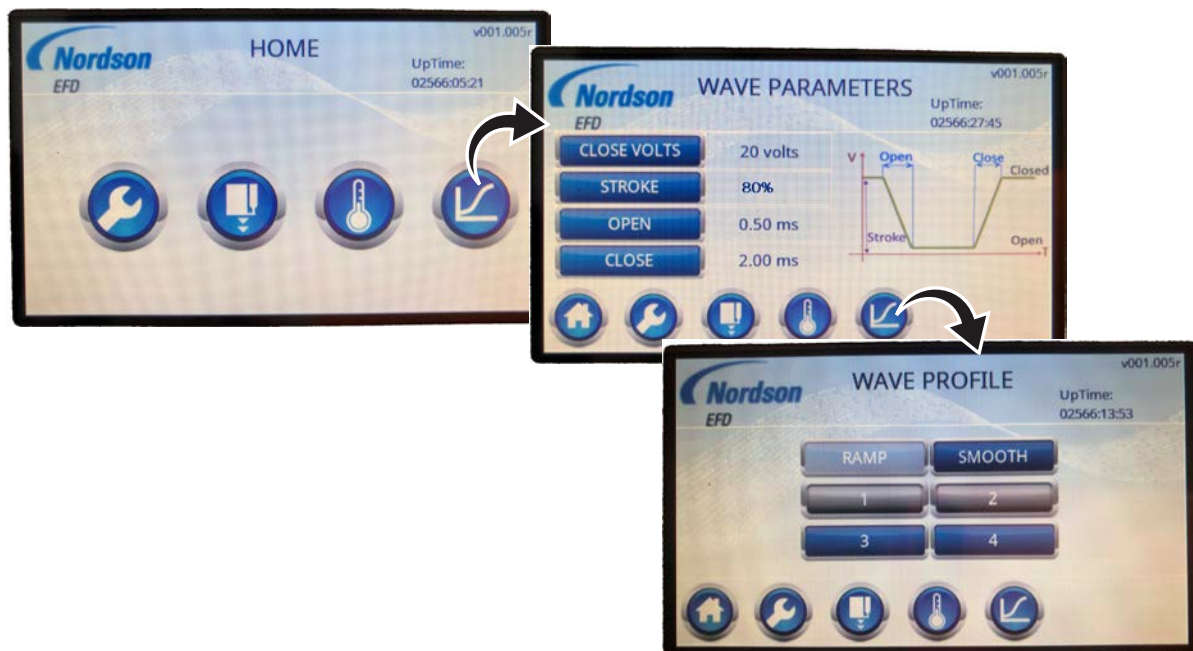 Nordson
EFD
HOME
v001.005r
UpTime:
02566:05:21
Nordson
EFD
WAVE PARAMETERS
v001.005r
UpTime:
02566:27:45
CLOSE VOLTS 20 volts
STROKE 80%
OPEN 0.50 ms
CLOSE 2.00 ms
V Open Close
Closed
Stroke
Open
T
Nordson
EFD
WAVE PROFILE
v001.005r
UpTime:
02566:13:53
RAMP SMOOTH
1 2
3 4